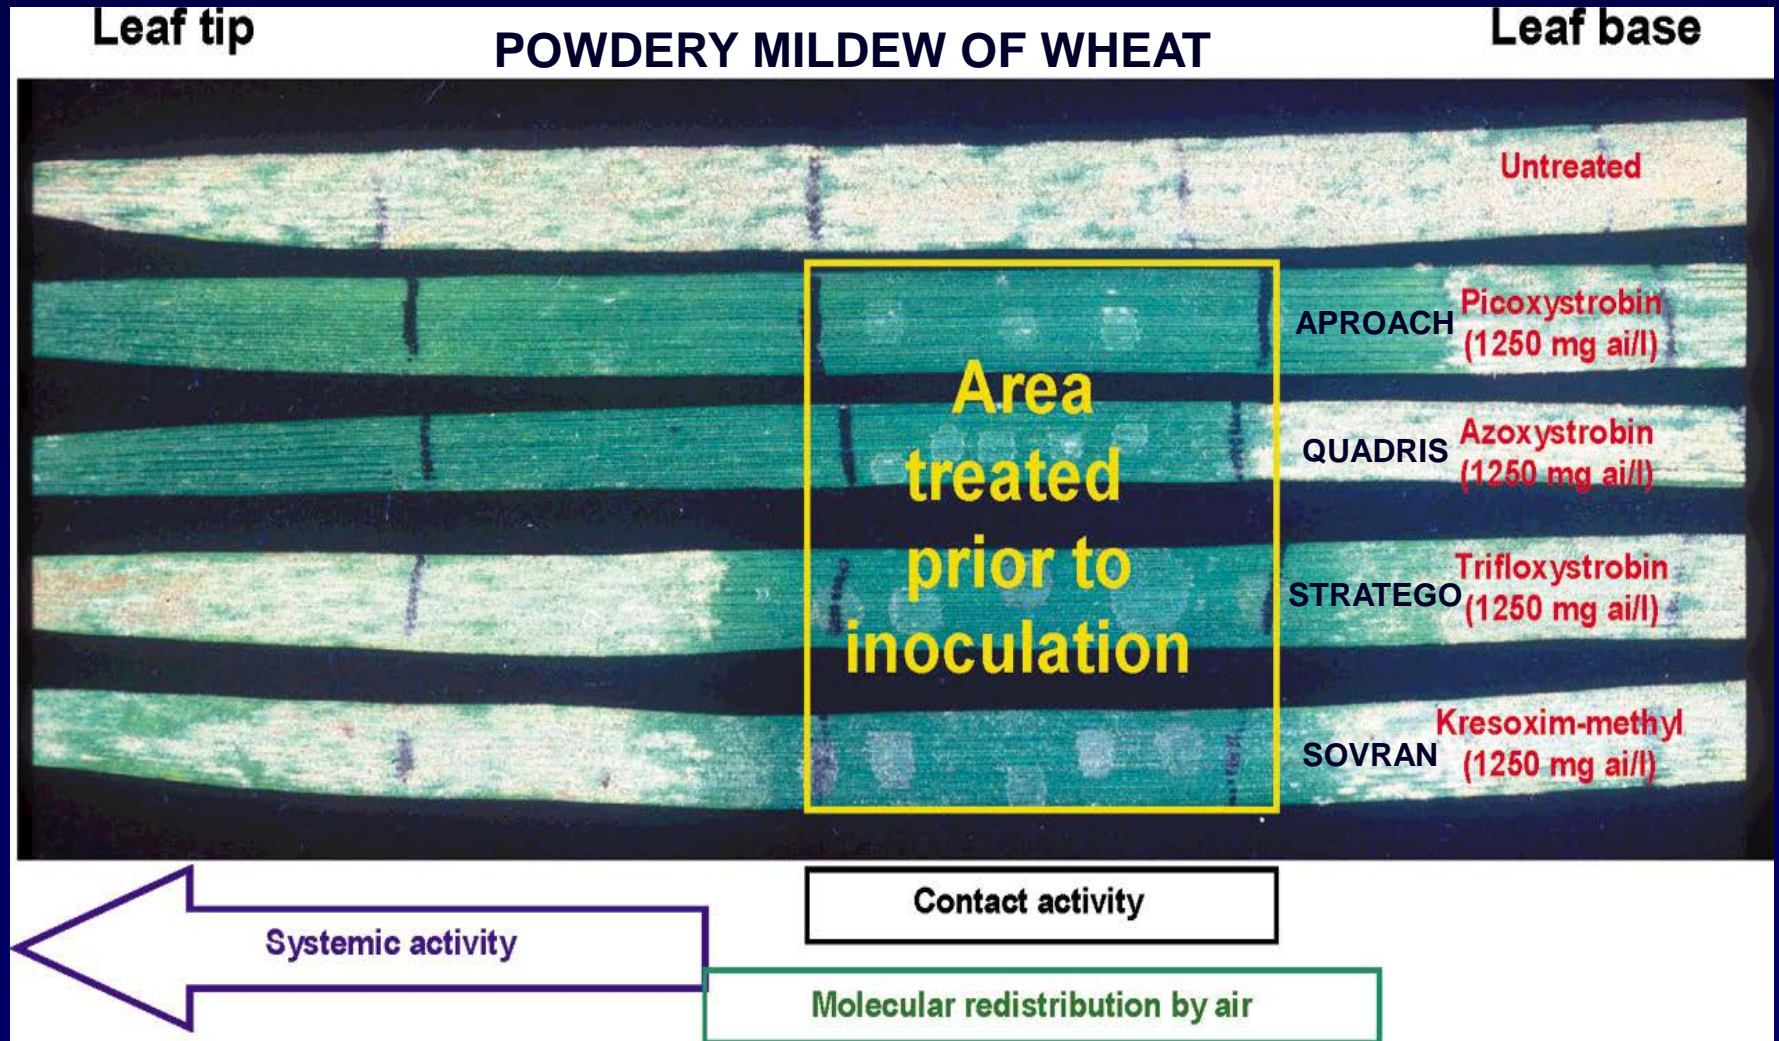 Leaf tip
POWDERY MILDEW OF WHEAT
Leaf base
Untreated
APROACH
Picoxystrobin
(1250 mg ai/l)
QUADRIS
Azoxystrobin
(1250 mg ai/l)
STRATEGO
Trifloxystrobin
(1250 mg ai/l)
SOVRAN
Kresoxim-methyl
(1250 mg ai/l)
Area
treated
prior to
inoculation
Contact activity
Systemic activity
Molecular redistribution by air